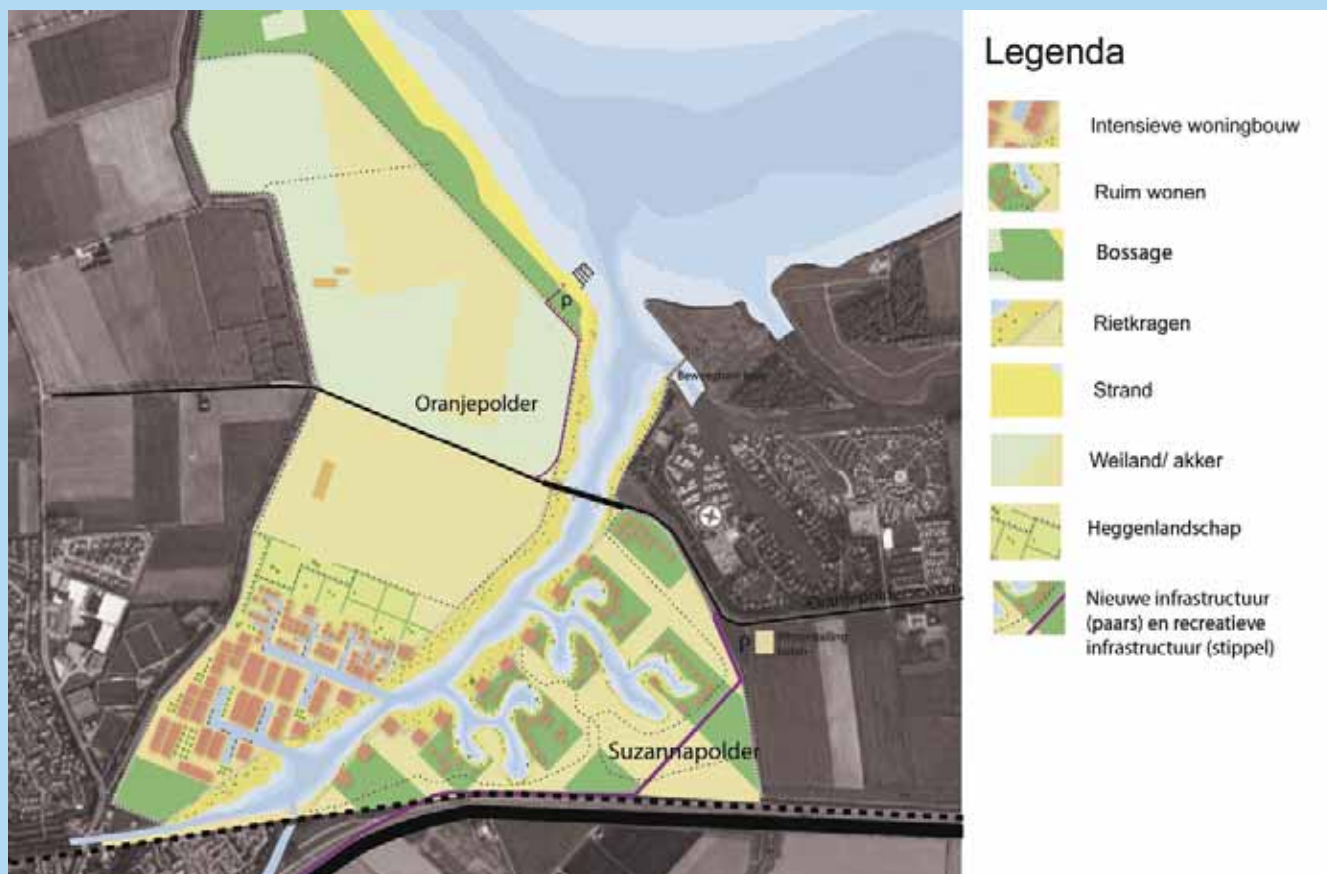 Legenda
Intensieve woningbouw
Ruim wonen
Bossage
Rietkragen
Strand
Weiland/ akker
Heggenlandschap
Nieuwe infrastructuur
(paars) en recreatieve
infrastructuur (stippel)
P
Oranjepolder
P
Suzannapolder